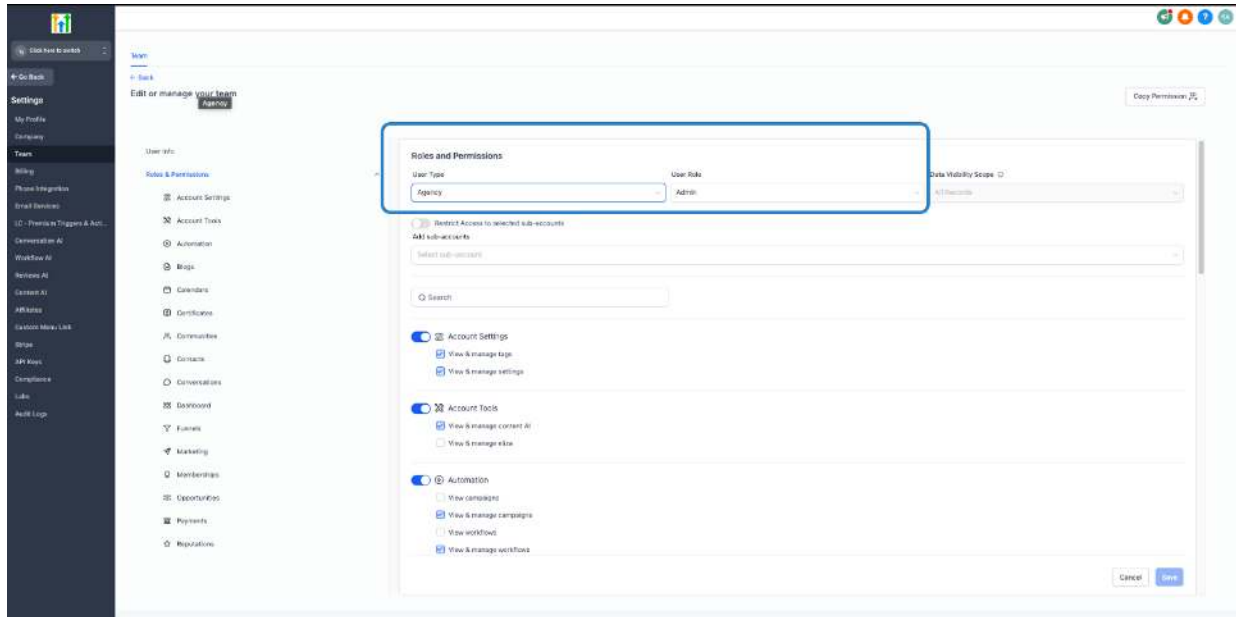 Click here to switch
Go Back
Settings
My Profile
Company
Team
Billing
Phone Integration
Email Services
LC - Premium Triggers & Acti...
Conversation AI
Workflow AI
Reviews AI
Content AI
Affiliates
Custom Menu Link
Stripe
API Keys
Compliance
Labs
Audit Logs
Team
Back
Edit or manage your team
Agency
Copy Permission
User info
Roles & Permissions
Account Settings
Account Tools
Automation
Blogs
Calendars
Certificates
Communities
Contacts
Conversations
Dashboard
Funnels
Marketing
Memberships
Opportunities
Payments
Reputations
Roles and Permissions
User Type
User Role
Data Visibility Scope
Agency
Admin
All Records
Restrict Access to selected sub-accounts
Add sub-accounts
Select sub-account
Search
Account Settings
View & manage tags
View & manage settings
Account Tools
View & manage content AI
View & manage eliza
Automation
View campaigns
View & manage campaigns
View workflows
View & manage workflows
Cancel
Save